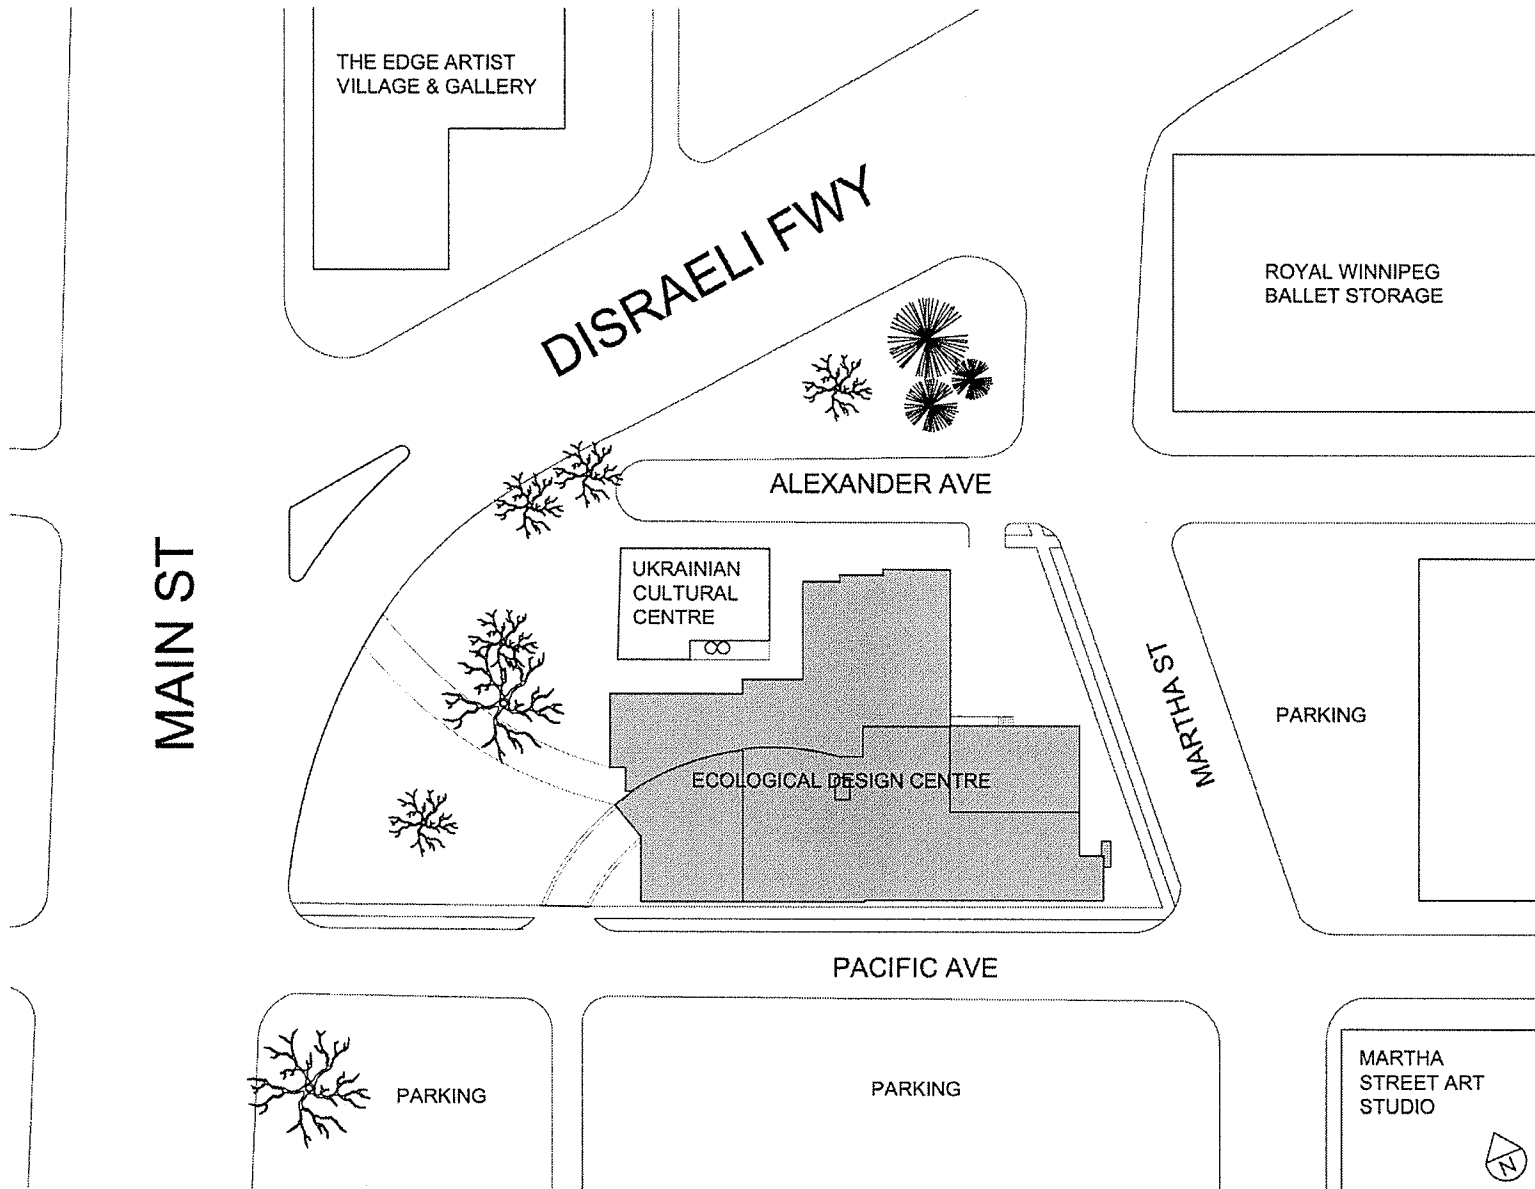 THE EDGE ARTIST
VILLAGE & GALLERY
DISRAELI FWY
ROYAL WINNIPEG
BALLET STORAGE
ALEXANDER AVE
UKRAINIAN
CULTURAL
CENTRE
MAIN ST
MARTHA ST
PARKING
ECOLOGICAL DESIGN CENTRE
PACIFIC AVE
PARKING
PARKING
MARTHA
STREET ART
STUDIO
N